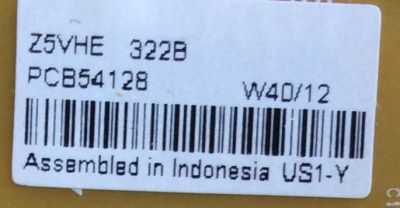 Z5VHE 322B
PCB54128
W40/12
Assembled in Indonesia US1-Y